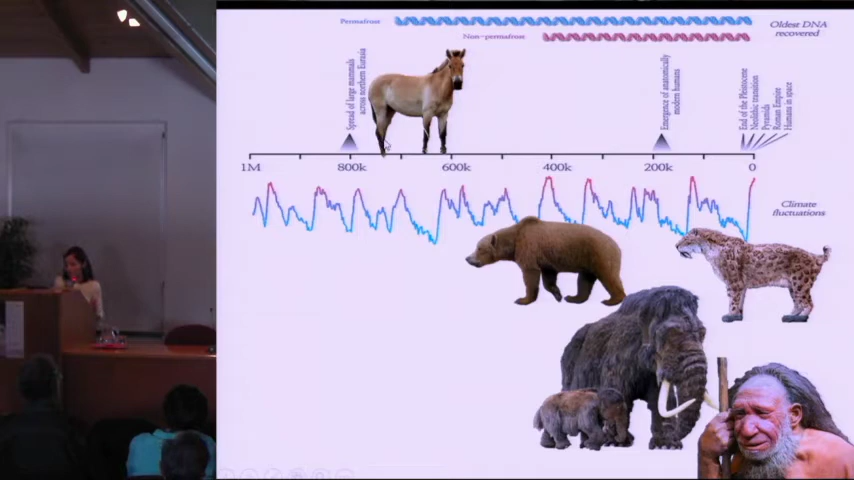 Permafrost
Oldest DNA
recovered
Non-permafrost
Spread of large mammals
across northern Eurasia
Emergence of anatomically
modern humans
End of the Pleistocene
Neolithic transition
Pyramids
Roman Empire
Humans in space
1M
800k
600k
400k
200k
0
Climate
fluctuations